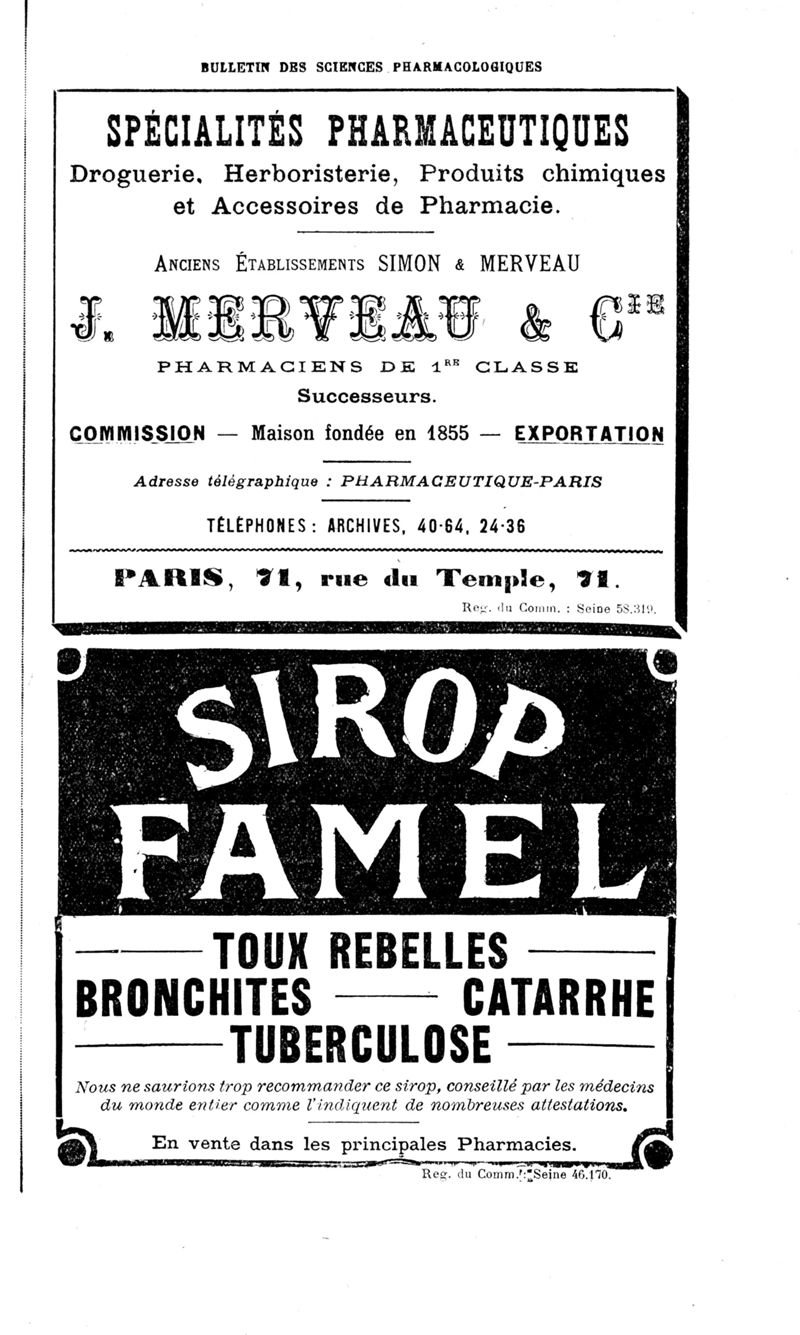 BULLETIN DES SCIENCES PHARMACOLOGIQUES
SPÉCIALITÉS PHARMACEUTIQUES
Droguerie, Herboristerie, Produits chimiques
et Accessoires de Pharmacie.
ANCIENS ÉTABLISSEMENTS SIMON & MERVEAU
J. MERVEAU & CIE
PHARMACIENS DE 1RE CLASSE
Successeurs.
COMMISSION — Maison fondée en 1855 — EXPORTATION
Adresse télégraphique : PHARMACEUTIQUE-PARIS
TÉLÉPHONES : ARCHIVES, 40-64, 24-36
PARIS, 71, rue du Temple, 71.
Reg. du Comm. : Seine 58.319.
SIROP
FAMEL
TOUX REBELLES
BRONCHITES — CATARRHE
TUBERCULOSE
Nous ne saurions trop recommander ce sirop, conseillé par les médecins
du monde entier comme l'indiquent de nombreuses attestations.
En vente dans les principales Pharmacies.
Reg. du Comm. : Seine 46.170.